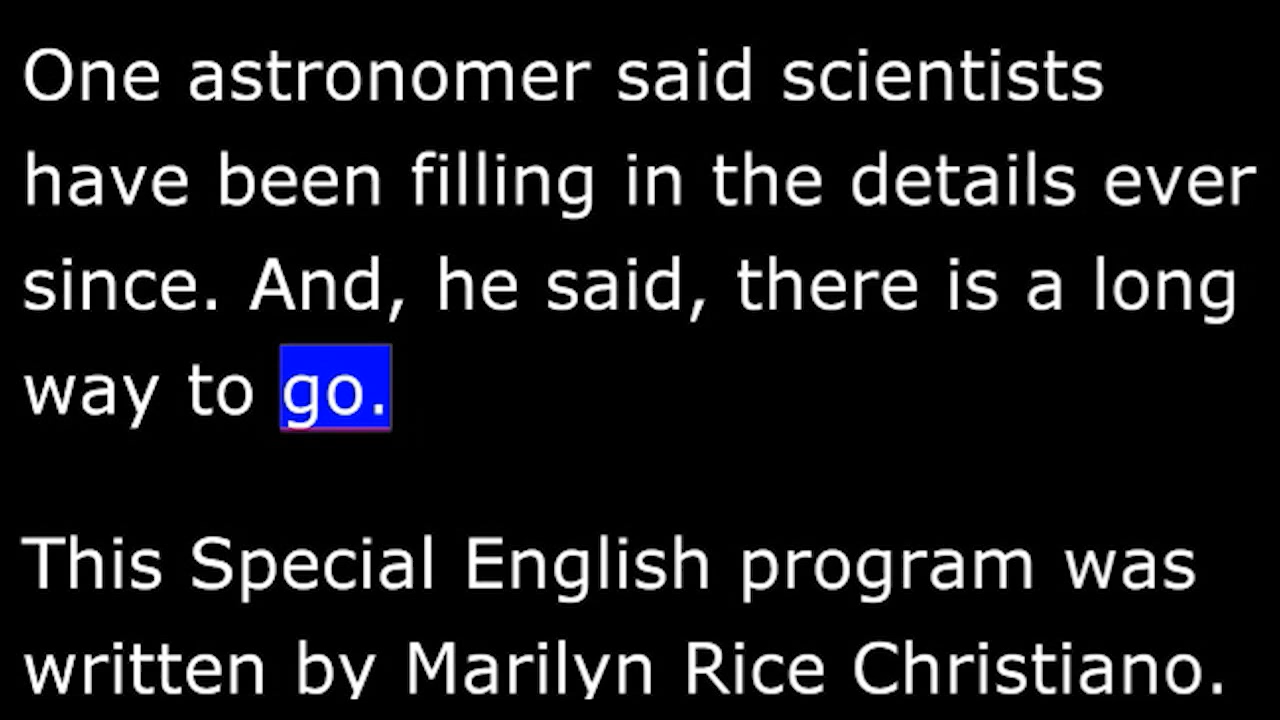 One astronomer said scientists
have been filling in the details ever
since. And, he said, there is a long
way to go.
This Special English program was
written by Marilyn Rice Christiano.